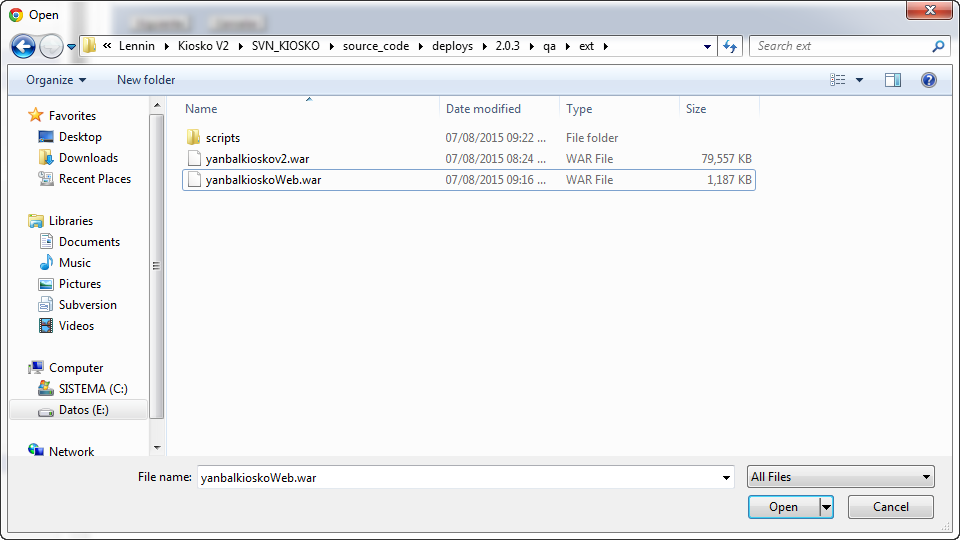 Open
« Lennin Kiosko V2 SVN_KIOSKO source_code deploys 2.0.3 qa ext Search ext
Organize New folder
Name Date modified Type Size
Favorites
Desktop
Downloads
Recent Places
Libraries
Documents
Music
Pictures
Subversion
Videos
Computer
SISTEMA (C:)
Datos (E:)
Network
scripts 07/08/2015 09:22 ... File folder
yanbalkioskov2.war 07/08/2015 08:24 ... WAR File 79,557 KB
yanbalkioskoWeb.war 07/08/2015 09:16 ... WAR File 1,187 KB
File name: yanbalkioskoWeb.war All Files
Open Cancel